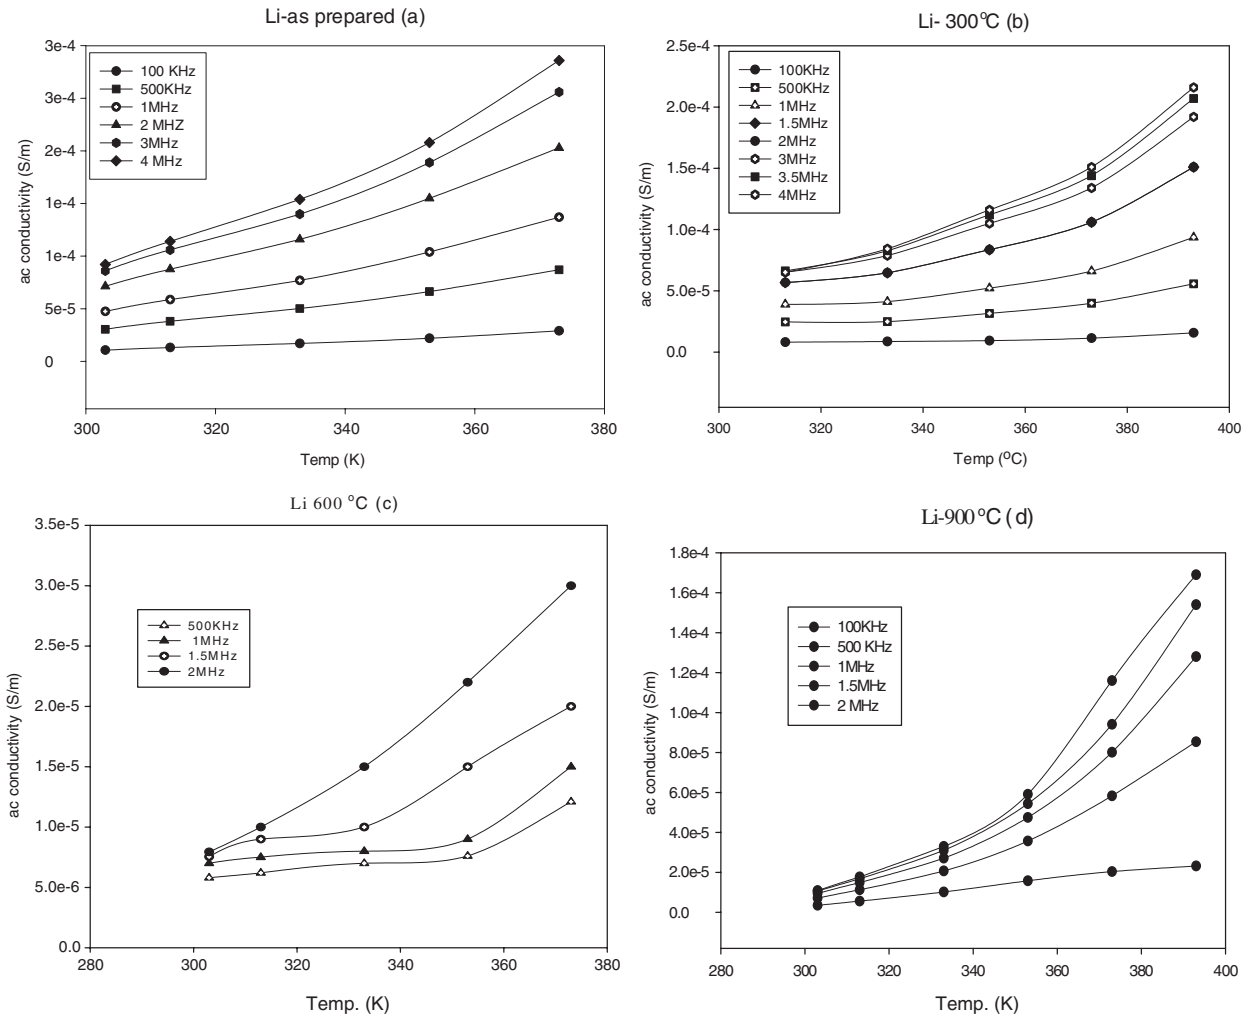 Li-as prepared (a)
3e-4
3e-4
2e-4
1e-4
1e-4
5e-5
0
ac conductivity (S/m)
100 KHz
500KHz
1MHz
2 MHZ
3MHz
4 MHz
300
320
340
360
380
Temp (K)
Li- 300°C (b)
2.5e-4
2.0e-4
1.5e-4
1.0e-4
5.0e-5
0.0
ac conductivity (S/m)
100KHz
500KHz
1MHz
1.5MHz
2MHz
3MHz
3.5MHz
4MHz
300
320
340
360
380
400
Temp (°C)
Li 600 °C (c)
3.5e-5
3.0e-5
2.5e-5
2.0e-5
1.5e-5
1.0e-5
5.0e-6
0.0
ac conductivity (S/m)
500KHz
1MHz
1.5MHz
2MHz
280
300
320
340
360
380
Temp. (K)
Li-900°C ( d)
1.8e-4
1.6e-4
1.4e-4
1.2e-4
1.0e-4
8.0e-5
6.0e-5
4.0e-5
2.0e-5
0.0
ac conductivity (S/m)
100KHz
500 KHz
1MHz
1.5MHz
2 MHz
280
300
320
340
360
380
400
Temp. (K)